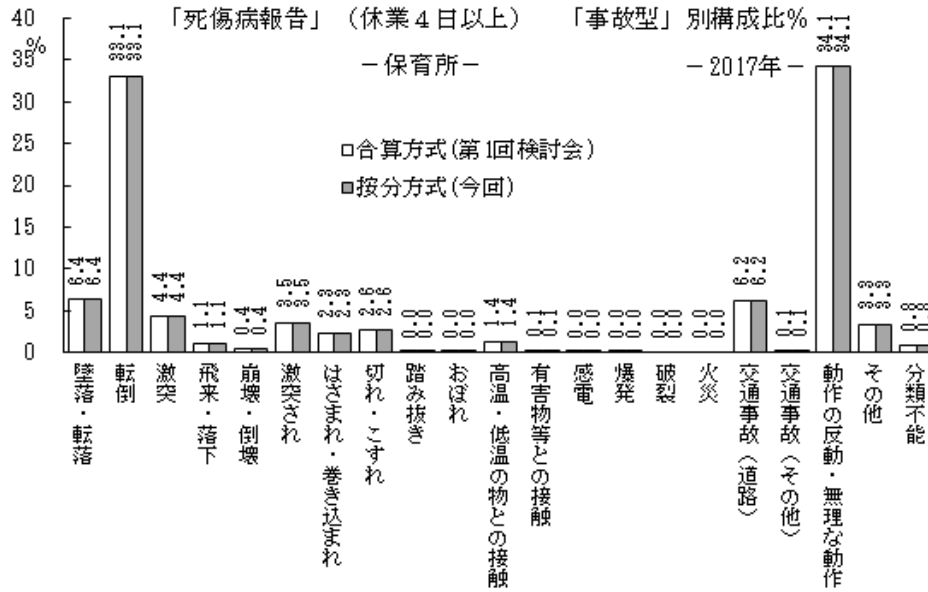 「死傷病報告」（休業４日以上） 「事故型」別構成比%
－保育所－ －2017年－
%
40
35
30
25
20
15
10
5
0
□合算方式(第1回検討会)
■按分方式(今回)
6.4 6.4
33.1 33.1
4.4 4.4
1.1 1.1
0.4 0.4
3.5 3.5
2.3 2.3
2.6 2.6
0.0 0.0
0.0 0.0
1.4 1.4
0.1 0.1
0.0 0.0
0.0 0.0
0.0 0.0
0.0 0.0
6.2 6.2
0.1 0.1
34.1 34.1
3.3 3.3
0.8 0.8
墜落・転落
転倒
激突
飛来・落下
崩壊・倒壊
激突され
はさまれ・巻き込まれ
切れ・こすれ
踏み抜き
おぼれ
高温・低温の物との接触
有害物等との接触
感電
爆発
破裂
火災
交通事故（道路）
交通事故（その他）
動作の反動・無理な動作
その他
分類不能